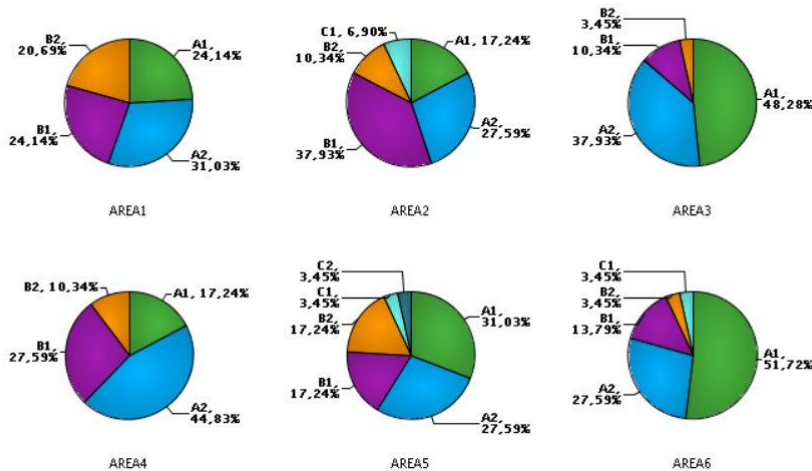 B2,
20,69%
A1,
24,14%
B1,
24,14%
A2,
31,03%
AREA1
C1, 6,90%
B2,
10,34%
A1, 17,24%
B1,
37,93%
A2,
27,59%
AREA2
B2,
3,45%
B1,
10,34%
A1,
48,28%
A2,
37,93%
AREA3
B2, 10,34%
A1, 17,24%
B1,
27,59%
A2,
44,83%
AREA4
C2,
3,45%
C1,
3,45%
B2,
17,24%
A1,
31,03%
B1,
17,24%
A2,
27,59%
AREA5
C1,
3,45%
B2,
3,45%
B1,
13,79%
A1,
51,72%
A2,
27,59%
AREA6